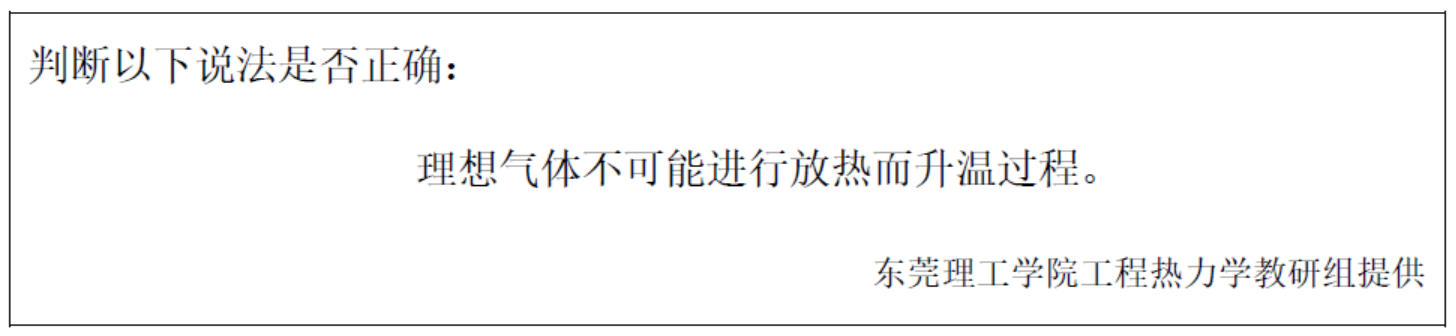 判断以下说法是否正确：
理想气体不可能进行放热而升温过程。
东莞理工学院工程热力学教研组提供